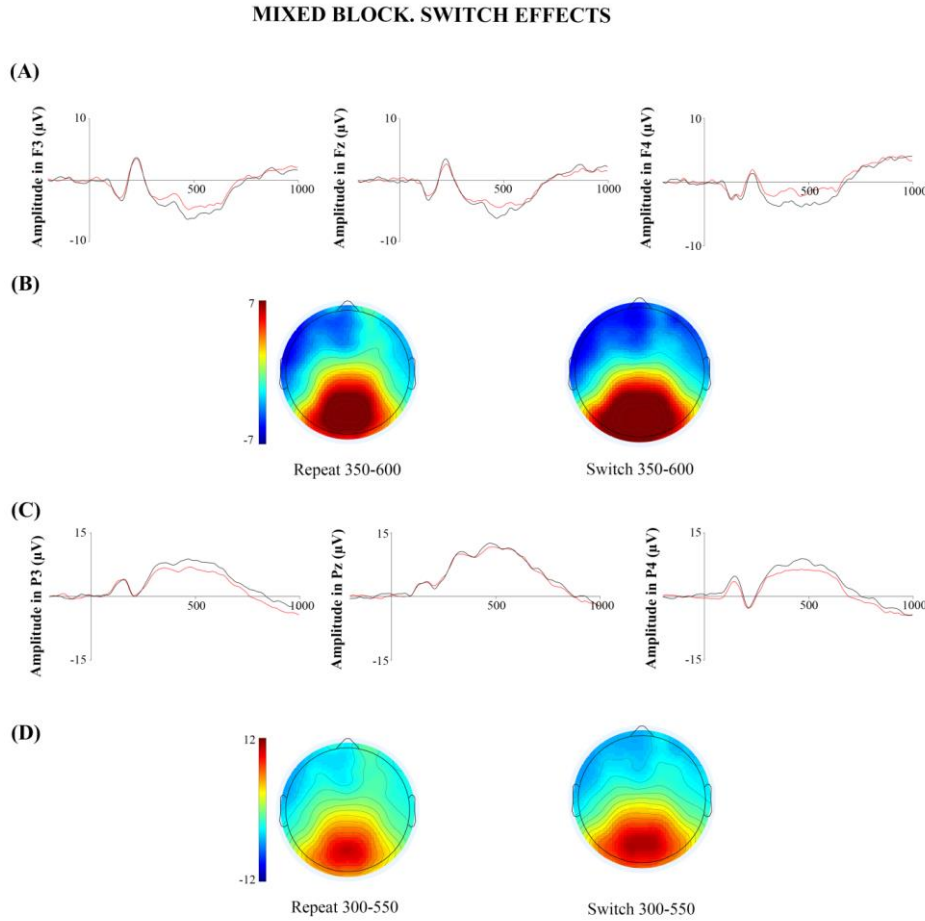 MIXED BLOCK. SWITCH EFFECTS
(A)
Amplitude in F3 (µV)
10
-10
500
1000
Amplitude in Fz (µV)
10
-10
500
1000
Amplitude in F4 (µV)
10
-10
500
1000
(B)
7
-7
Repeat 350-600
Switch 350-600
(C)
Amplitude in P3 (µV)
15
-15
500
1000
Amplitude in Pz (µV)
15
-15
500
1000
Amplitude in P4 (µV)
15
-15
500
1000
(D)
12
-12
Repeat 300-550
Switch 300-550